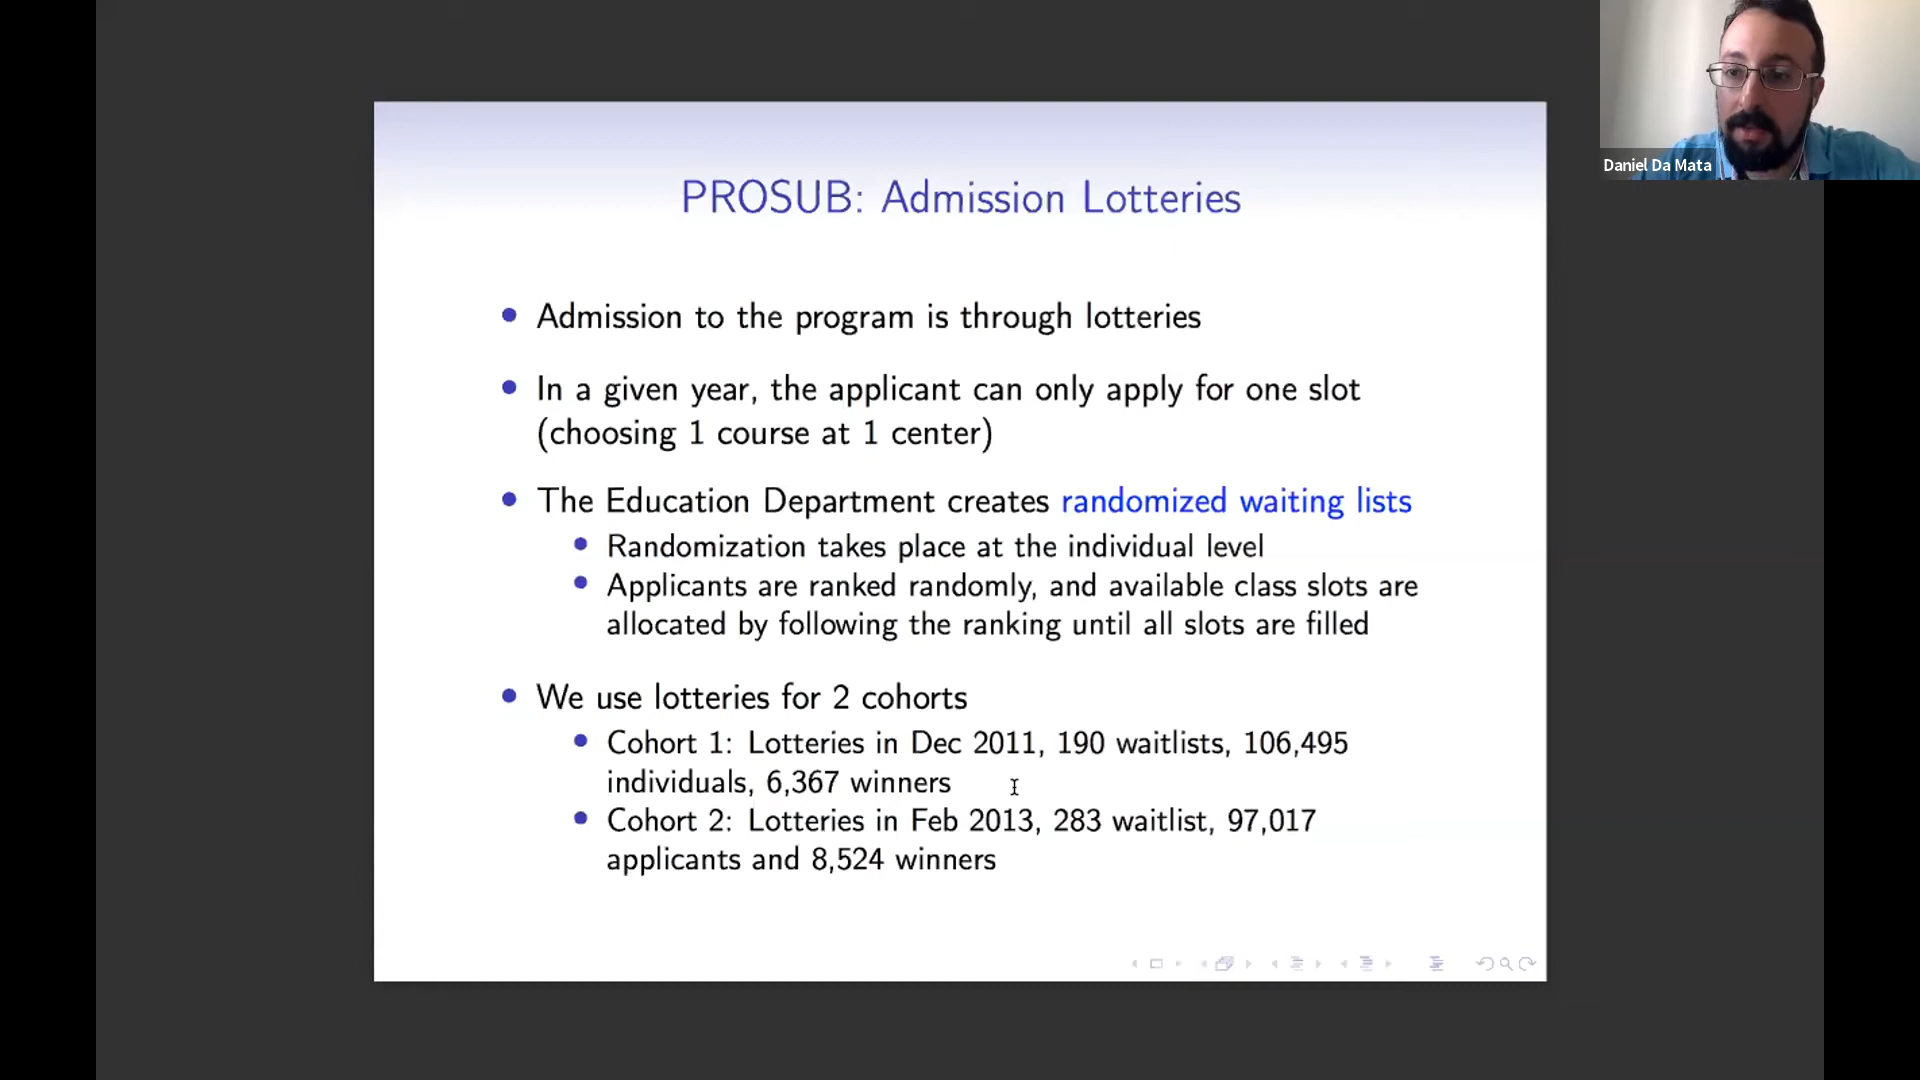 Daniel Da Mata
PROSUB: Admission Lotteries
Admission to the program is through lotteries
In a given year, the applicant can only apply for one slot
(choosing 1 course at 1 center)
The Education Department creates randomized waiting lists
Randomization takes place at the individual level
Applicants are ranked randomly, and available class slots are
allocated by following the ranking until all slots are filled
We use lotteries for 2 cohorts
Cohort 1: Lotteries in Dec 2011, 190 waitlists, 106,495
individuals, 6,367 winners
Cohort 2: Lotteries in Feb 2013, 283 waitlist, 97,017
applicants and 8,524 winners